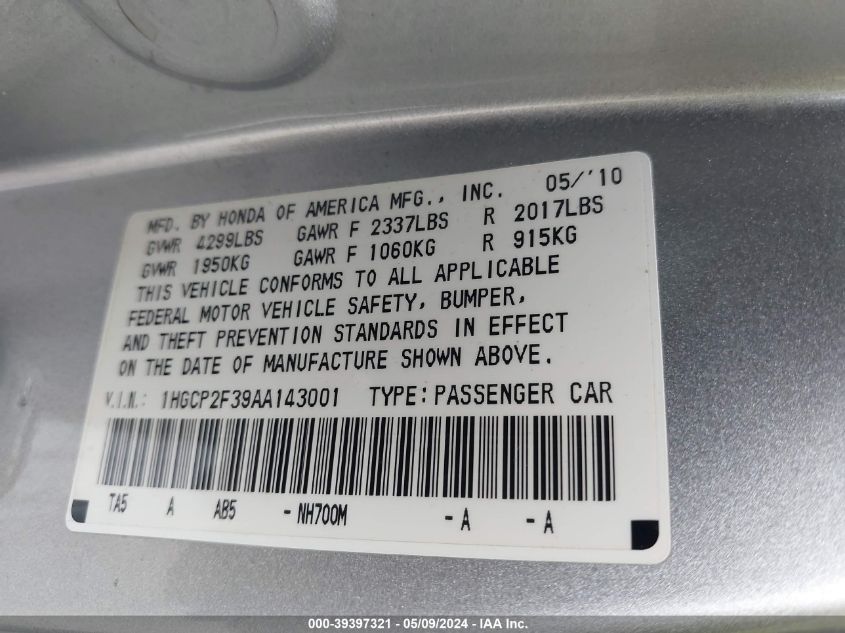 MFD. BY HONDA OF AMERICA MFG., INC. 05/'10
GVWR 4299LBS GAWR F 2337LBS R 2017LBS
GVWR 1950KG GAWR F 1060KG R 915KG
THIS VEHICLE CONFORMS TO ALL APPLICABLE
FEDERAL MOTOR VEHICLE SAFETY, BUMPER,
AND THEFT PREVENTION STANDARDS IN EFFECT
ON THE DATE OF MANUFACTURE SHOWN ABOVE.
V.I.N.: 1HGCP2F39AA143001 TYPE: PASSENGER CAR
TA5 A AB5 - NH700M - A - A
000-39397321 - 05/09/2024 - IAA Inc.